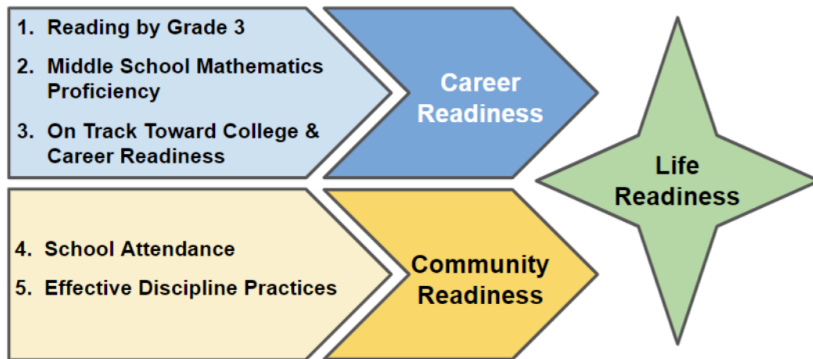 1. Reading by Grade 3
2. Middle School Mathematics
Proficiency
3. On Track Toward College &
Career Readiness
Career
Readiness
4. School Attendance
5. Effective Discipline Practices
Community
Readiness
Life
Readiness